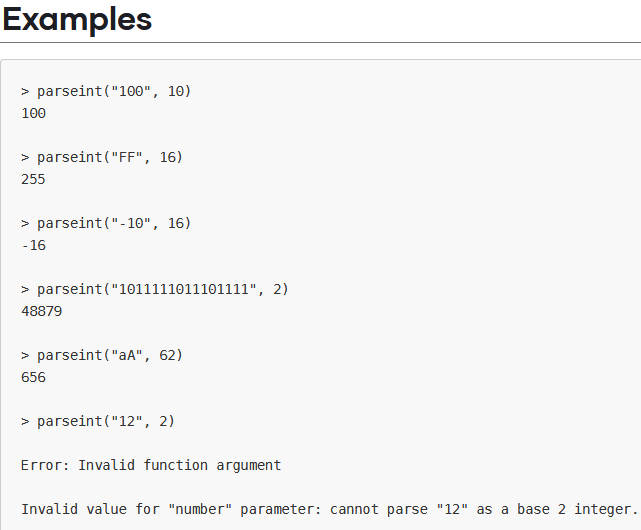 Examples
> parseint("100", 10)
100
> parseint("FF", 16)
255
> parseint("-10", 16)
-16
> parseint("1011111011101111", 2)
48879
> parseint("aA", 62)
656
> parseint("12", 2)
Error: Invalid function argument
Invalid value for "number" parameter: cannot parse "12" as a base 2 integer.